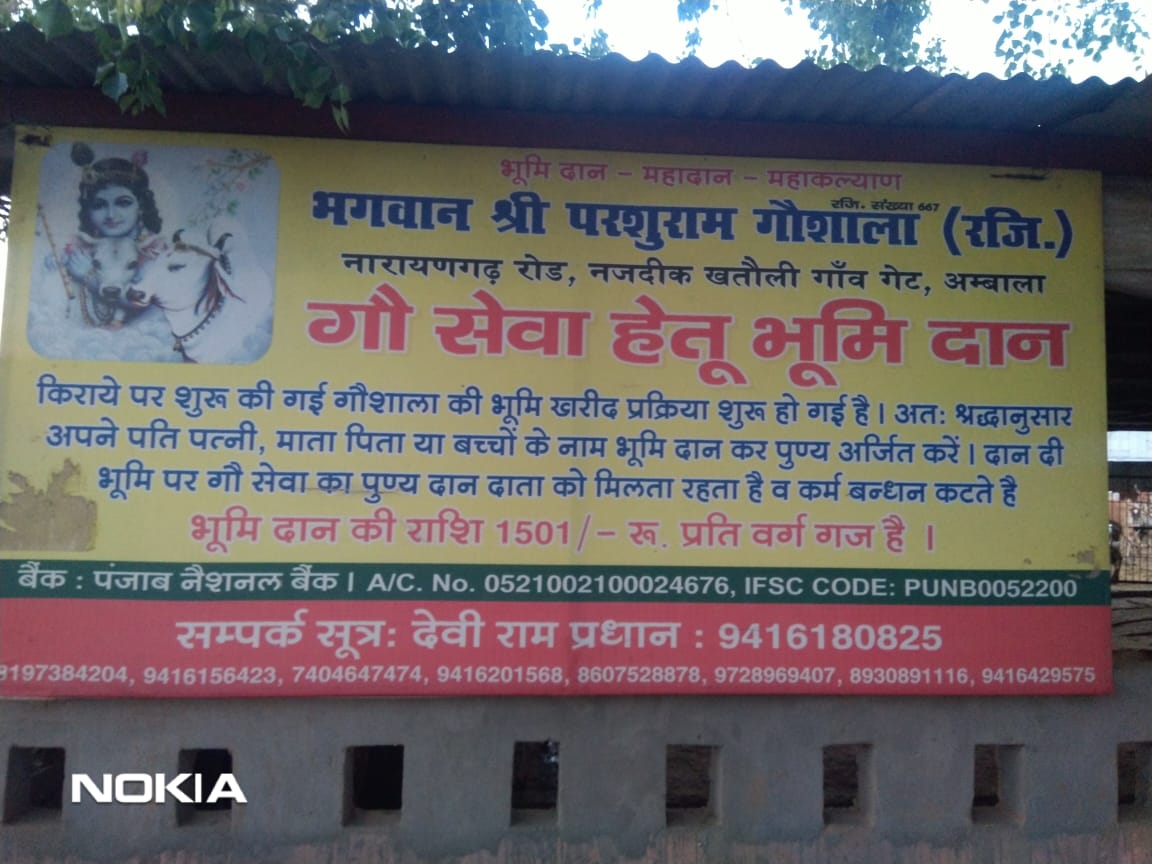 भूमि दान – महादान – महाकल्याण
रजि. संख्या 667
भगवान श्री परशुराम गौशाला (रजि.)
नारायणगढ़ रोड, नजदीक खतौली गाँव गेट, अम्बाला
गौ सेवा हेतू भूमि दान
किराये पर शुरू की गई गौशाला की भूमि खरीद प्रक्रिया शुरू हो गई है। अतः श्रद्धानुसार
अपने पति पत्नी, माता पिता या बच्चों के नाम भूमि दान कर पुण्य अर्जित करें। दान दी
भूमि पर गौ सेवा का पुण्य दान दाता को मिलता रहता है व कर्म बन्धन कटते है
भूमि दान की राशि 1501/– रू. प्रति वर्ग गज है ।
बैंक : पंजाब नैशनल बैंक। A/C. No. 0521002100024676, IFSC CODE: PUNB0052200
सम्पर्क सूत्रः देवी राम प्रधान : 9416180825
8197384204, 9416156423, 7404647474, 9416201568, 8607528878, 9728969407, 8930891116, 9416429575
NOKIA